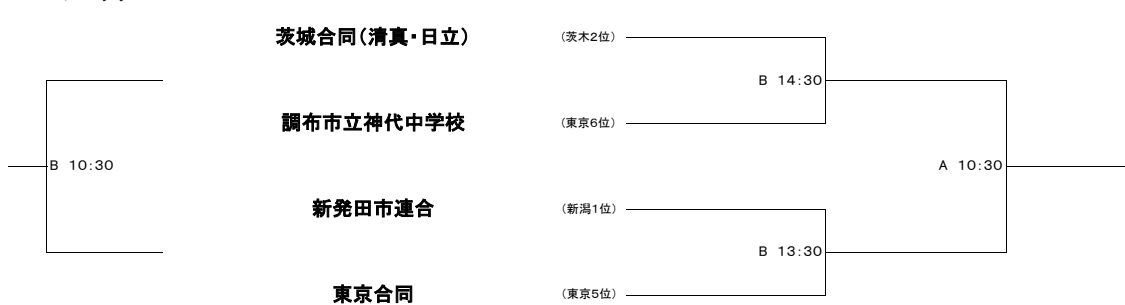 茨城合同(清真・日立) (茨木2位)
B 14:30
調布市立神代中学校 (東京6位)
B 10:30
A 10:30
新発田市連合 (新潟1位)
B 13:30
東京合同 (東京5位)